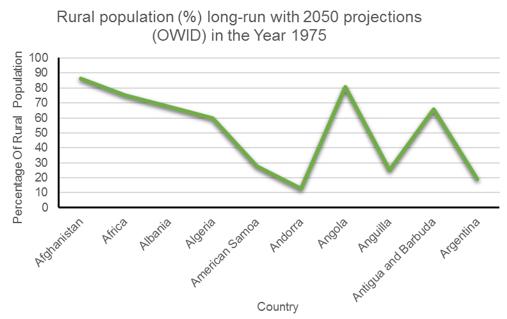 Rural population (%) long-run with 2050 projections
(OWID) in the Year 1975
Percentage Of Rural Population
100
90
80
70
60
50
40
30
20
10
0
Afghanistan
Africa
Albania
Algeria
American Samoa
Andorra
Angola
Anguilla
Antigua and Barbuda
Argentina
Country